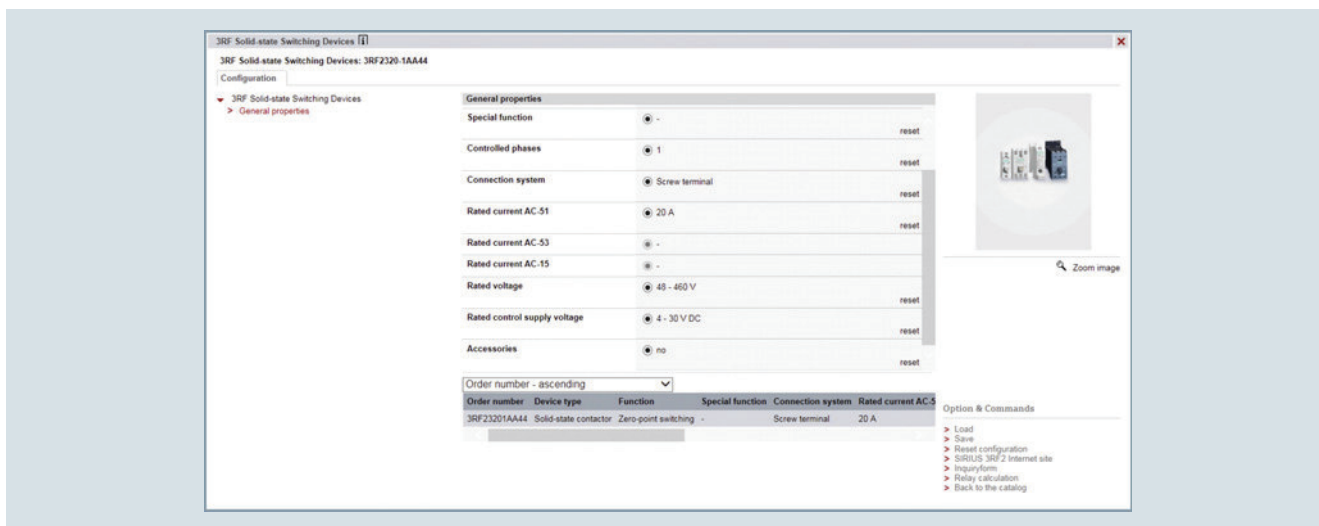 3RF Solid-state Switching Devices i
3RF Solid-state Switching Devices: 3RF2320-1AA44
Configuration
3RF Solid-state Switching Devices
> General properties
General properties
Special function -
reset
Controlled phases 1
reset
Connection system Screw terminal
reset
Rated current AC-51 20 A
reset
Rated current AC-53 -
Rated current AC-15 -
Rated voltage 48 - 460 V
reset
Rated control supply voltage 4 - 30 V DC
reset
Accessories no
reset
Zoom image
Order number - ascending
Order number Device type Function Special function Connection system Rated current AC-5
3RF23201AA44 Solid-state contactor Zero-point switching - Screw terminal 20 A
Option & Commands
> Load
> Save
> Reset configuration
> SIRIUS 3RF2 Internet site
> Inquiryform
> Relay calculation
> Back to the catalog